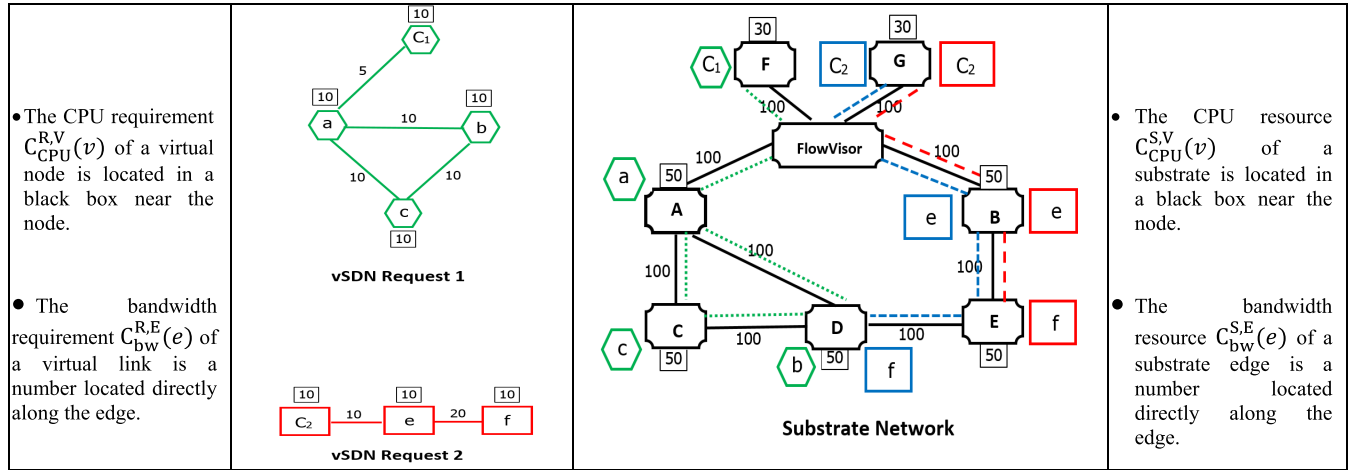 • The CPU requirement
C^{R,V}_{CPU}(v) of a virtual
node is located in a
black box near the
node.
● The bandwidth
requirement C^{R,E}_{bw}(e) of
a virtual link is a
number located directly
along the edge.
10
C₁
5
10
10
a
10
b
10
10
c
10
vSDN Request 1
10
10
10
C₂
10
e
20
f
vSDN Request 2
30
30
C₁
F
C₂
G
C₂
100
100
FlowVisor
100
100
a
50
50
A
e
B
e
100
100
100
C
D
E
f
c
50
100
50
100
50
b
f
Substrate Network
• The CPU resource
C^{S,V}_{CPU}(v) of a
substrate is located in
a black box near the
node.
● The bandwidth
resource C^{S,E}_{bw}(e) of a
substrate edge is a
number located
directly along the
edge.